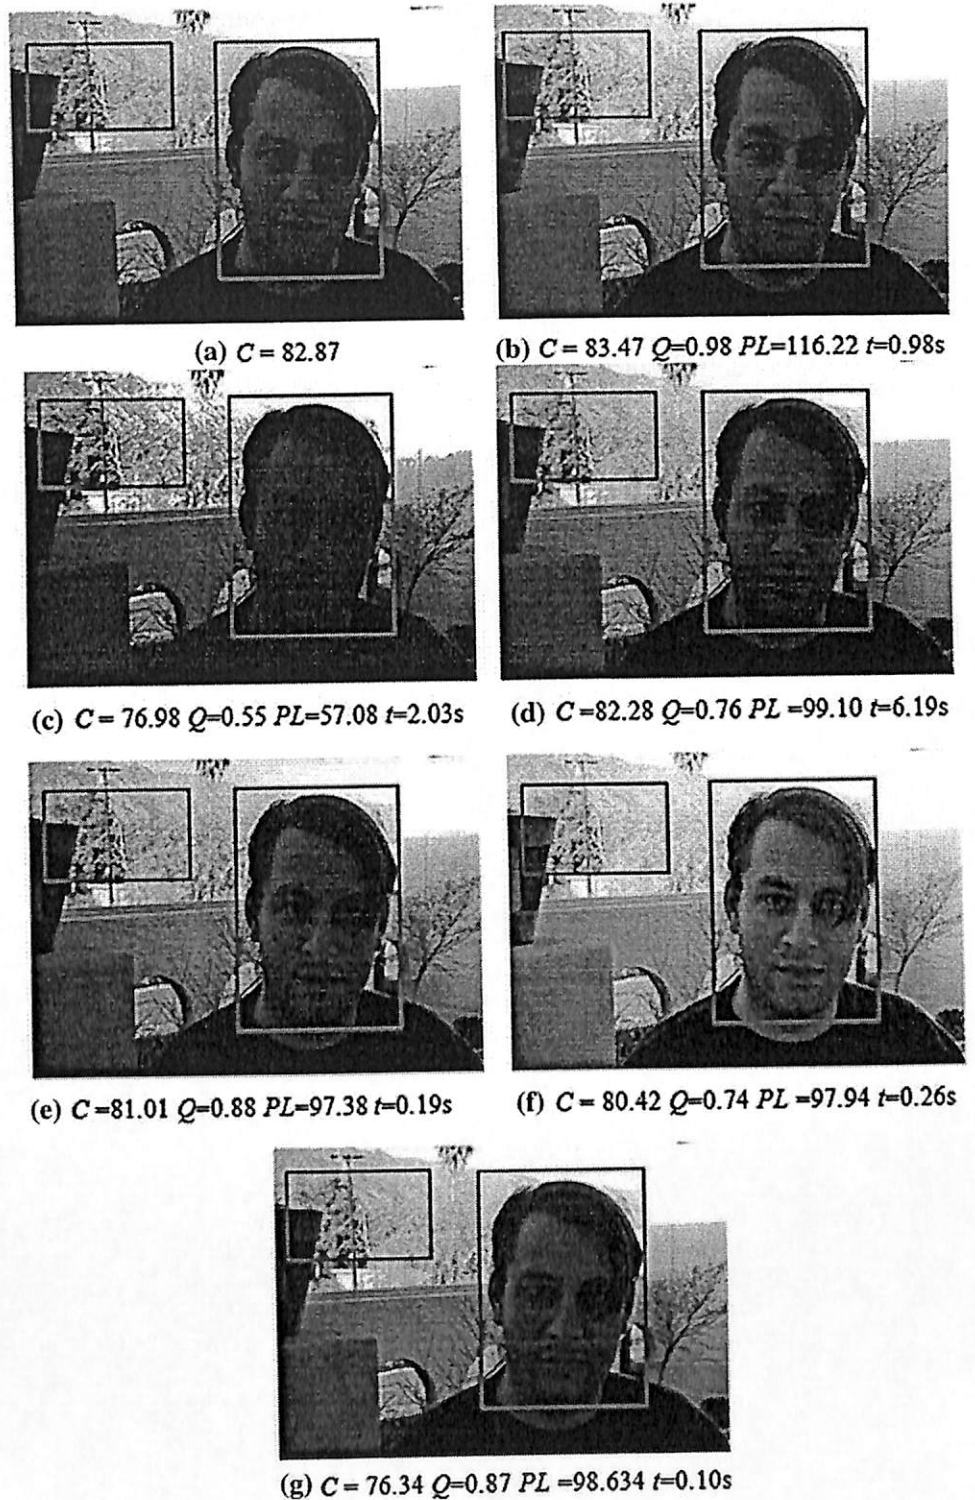 (a) C = 82.87
(b) C = 83.47 Q=0.98 PL=116.22 t=0.98s
(c) C = 76.98 Q=0.55 PL=57.08 t=2.03s
(d) C =82.28 Q=0.76 PL =99.10 t=6.19s
(e) C =81.01 Q=0.88 PL=97.38 t=0.19s
(f) C = 80.42 Q=0.74 PL =97.94 t=0.26s
(g) C = 76.34 Q=0.87 PL =98.634 t=0.10s